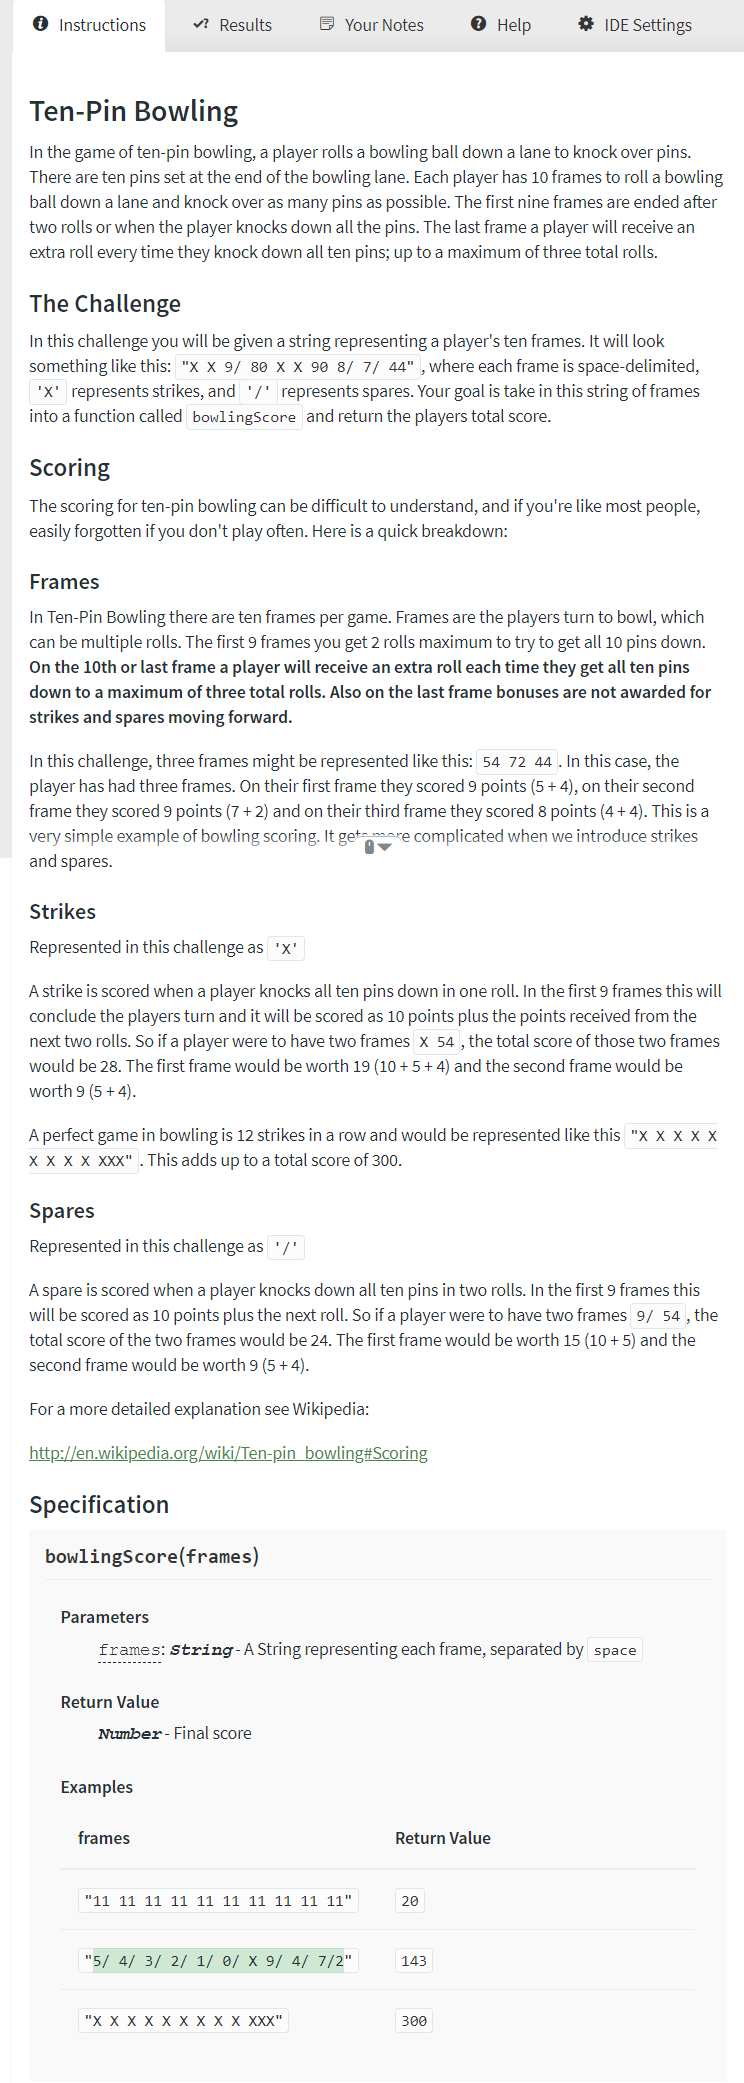 Instructions Results Your Notes Help IDE Settings
Ten-Pin Bowling
In the game of ten-pin bowling, a player rolls a bowling ball down a lane to knock over pins.
There are ten pins set at the end of the bowling lane. Each player has 10 frames to roll a bowling
ball down a lane and knock over as many pins as possible. The first nine frames are ended after
two rolls or when the player knocks down all the pins. The last frame a player will receive an
extra roll every time they knock down all ten pins; up to a maximum of three total rolls.
The Challenge
In this challenge you will be given a string representing a player's ten frames. It will look
something like this: "X X 9/ 80 X X 90 8/ 7/ 44" , where each frame is space-delimited,
'X' represents strikes, and '/' represents spares. Your goal is take in this string of frames
into a function called bowlingScore and return the players total score.
Scoring
The scoring for ten-pin bowling can be difficult to understand, and if you're like most people,
easily forgotten if you don't play often. Here is a quick breakdown:
Frames
In Ten-Pin Bowling there are ten frames per game. Frames are the players turn to bowl, which
can be multiple rolls. The first 9 frames you get 2 rolls maximum to try to get all 10 pins down.
On the 10th or last frame a player will receive an extra roll each time they get all ten pins
down to a maximum of three total rolls. Also on the last frame bonuses are not awarded for
strikes and spares moving forward.
In this challenge, three frames might be represented like this: 54 72 44 . In this case, the
player has had three frames. On their first frame they scored 9 points (5 + 4), on their second
frame they scored 9 points (7 + 2) and on their third frame they scored 8 points (4 + 4). This is a
very simple example of bowling scoring. It gets more complicated when we introduce strikes
and spares.
Strikes
Represented in this challenge as 'X'
A strike is scored when a player knocks all ten pins down in one roll. In the first 9 frames this will
conclude the players turn and it will be scored as 10 points plus the points received from the
next two rolls. So if a player were to have two frames X 54 , the total score of those two frames
would be 28. The first frame would be worth 19 (10 + 5 + 4) and the second frame would be
worth 9 (5 + 4).
A perfect game in bowling is 12 strikes in a row and would be represented like this "X X X X X
X X X X XXX" . This adds up to a total score of 300.
Spares
Represented in this challenge as '/'
A spare is scored when a player knocks down all ten pins in two rolls. In the first 9 frames this
will be scored as 10 points plus the next roll. So if a player were to have two frames 9/ 54 , the
total score of the two frames would be 24. The first frame would be worth 15 (10 + 5) and the
second frame would be worth 9 (5 + 4).
For a more detailed explanation see Wikipedia:
http://en.wikipedia.org/wiki/Ten-pin_bowling#Scoring
Specification
bowlingScore(frames)
Parameters
frames: String - A String representing each frame, separated by space
Return Value
Number - Final score
Examples
frames Return Value
"11 11 11 11 11 11 11 11 11 11" 20
"5/ 4/ 3/ 2/ 1/ 0/ X 9/ 4/ 7/2" 143
"X X X X X X X X X XXX" 300